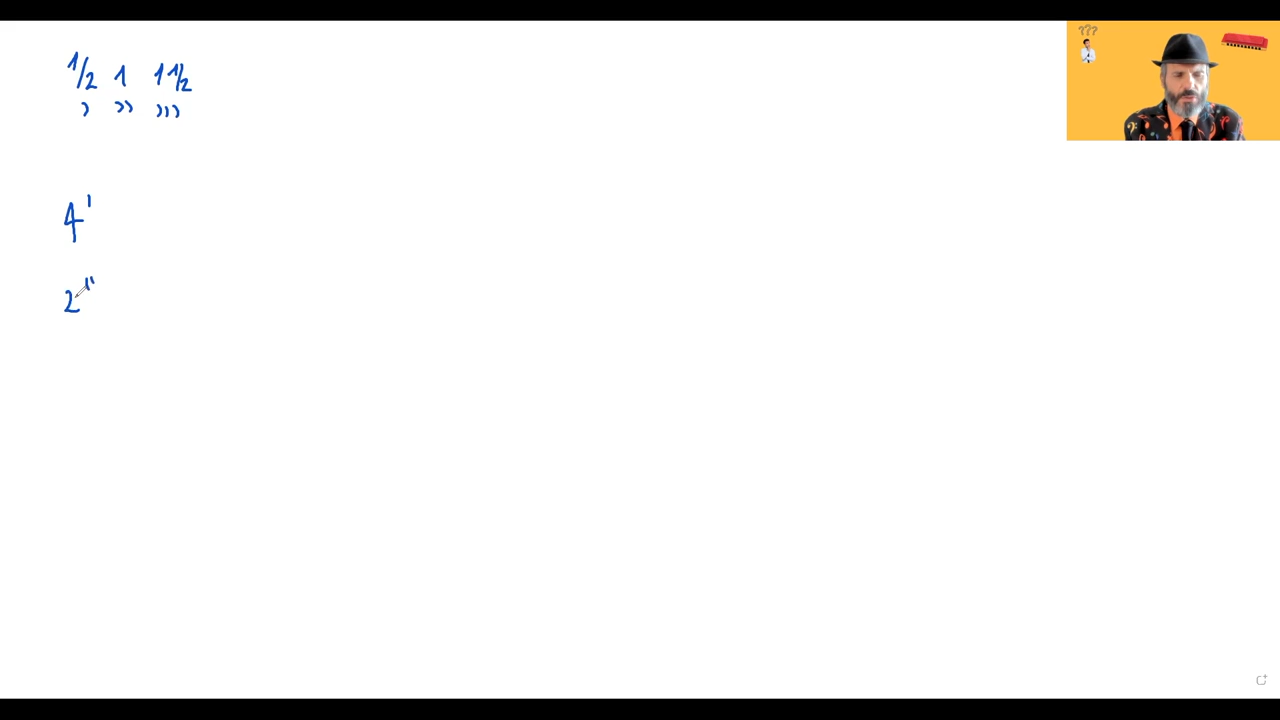 1/2 1 1 1/2
) )) )))
4'
2"
???